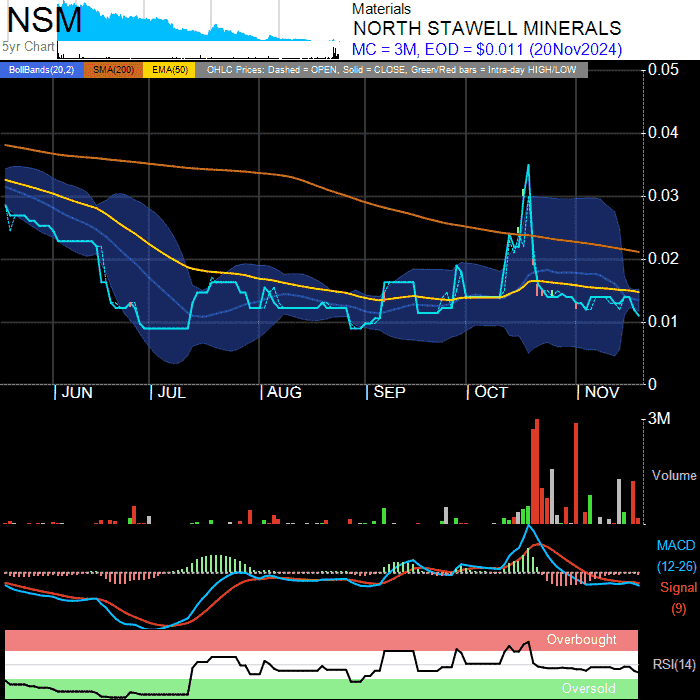 NSM
5yr Chart
Materials
NORTH STAWELL MINERALS
MC = 3M, EOD = $0.011 (20Nov2024)
BollBands(20,2) SMA(200) EMA(50) OHLC Prices: Dashed = OPEN, Solid = CLOSE, Green/Red bars = Intra-day HIGH/LOW
0.05
0.04
0.03
0.02
0.01
0
| JUN | JUL | AUG | SEP | OCT | NOV
3M
Volume
MACD
(12-26)
Signal
(9)
Overbought
RSI(14)
Oversold